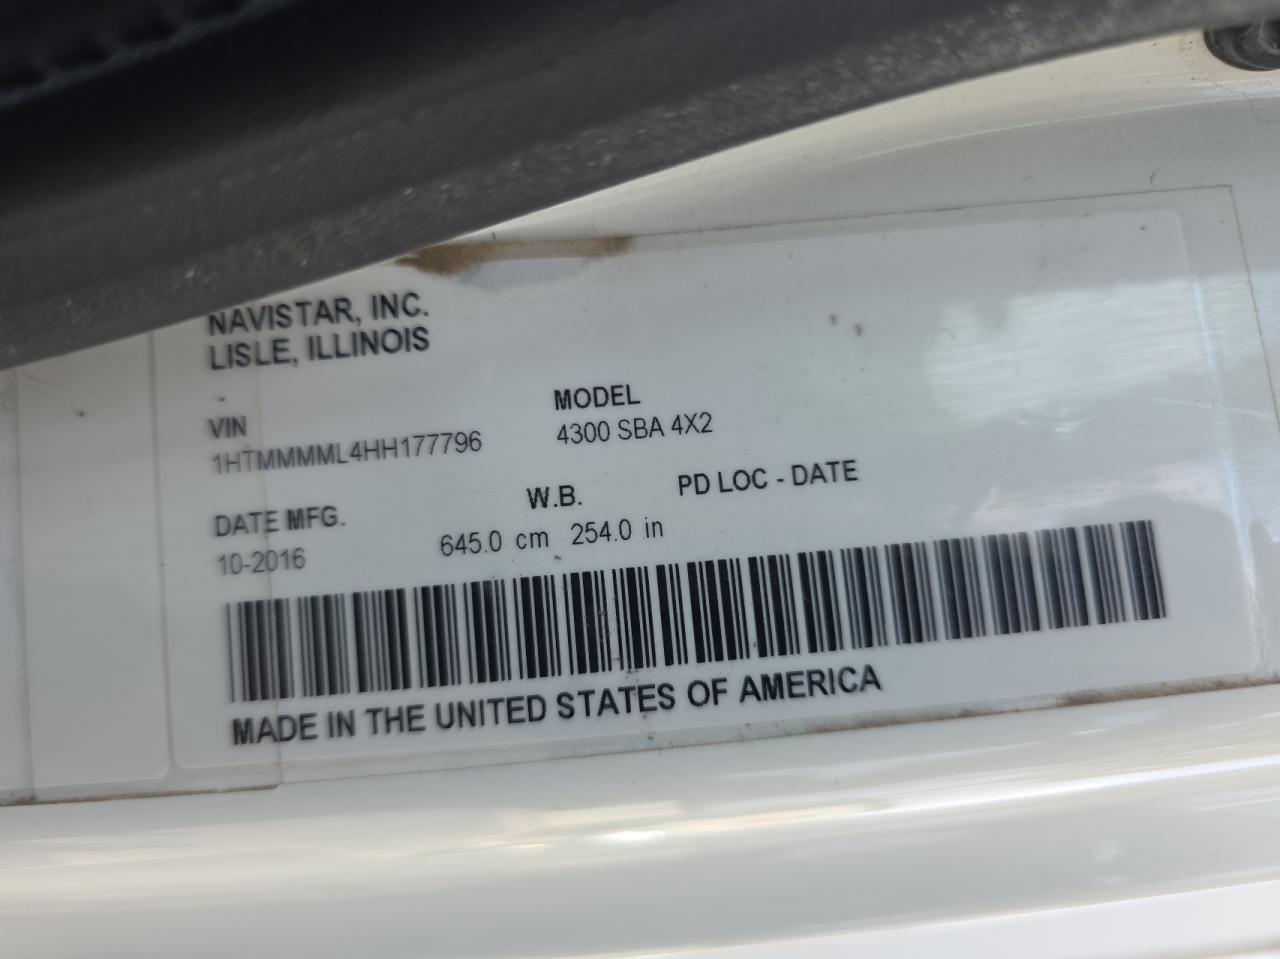 NAVISTAR, INC.
LISLE, ILLINOIS
VIN
1HTMMMML4HH177796
MODEL
4300 SBA 4X2
DATE MFG.
10-2016
W.B.
645.0 cm 254.0 in
PD LOC - DATE
MADE IN THE UNITED STATES OF AMERICA